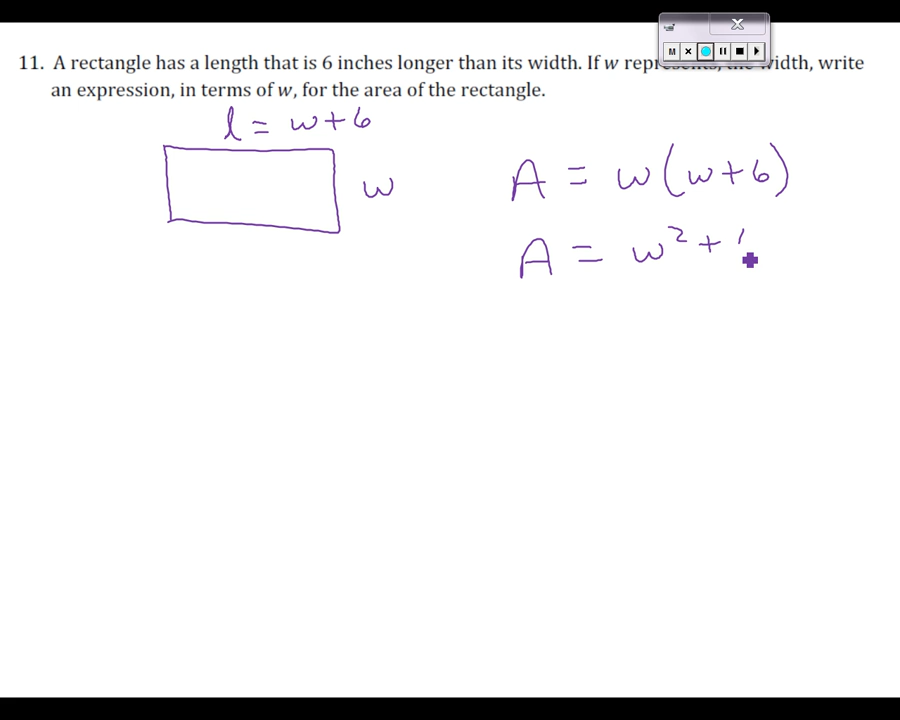 11. A rectangle has a length that is 6 inches longer than its width. If w represents, the width, write
an expression, in terms of w, for the area of the rectangle.
l = w+6
w
A = w(w+6)
A = w² +
M